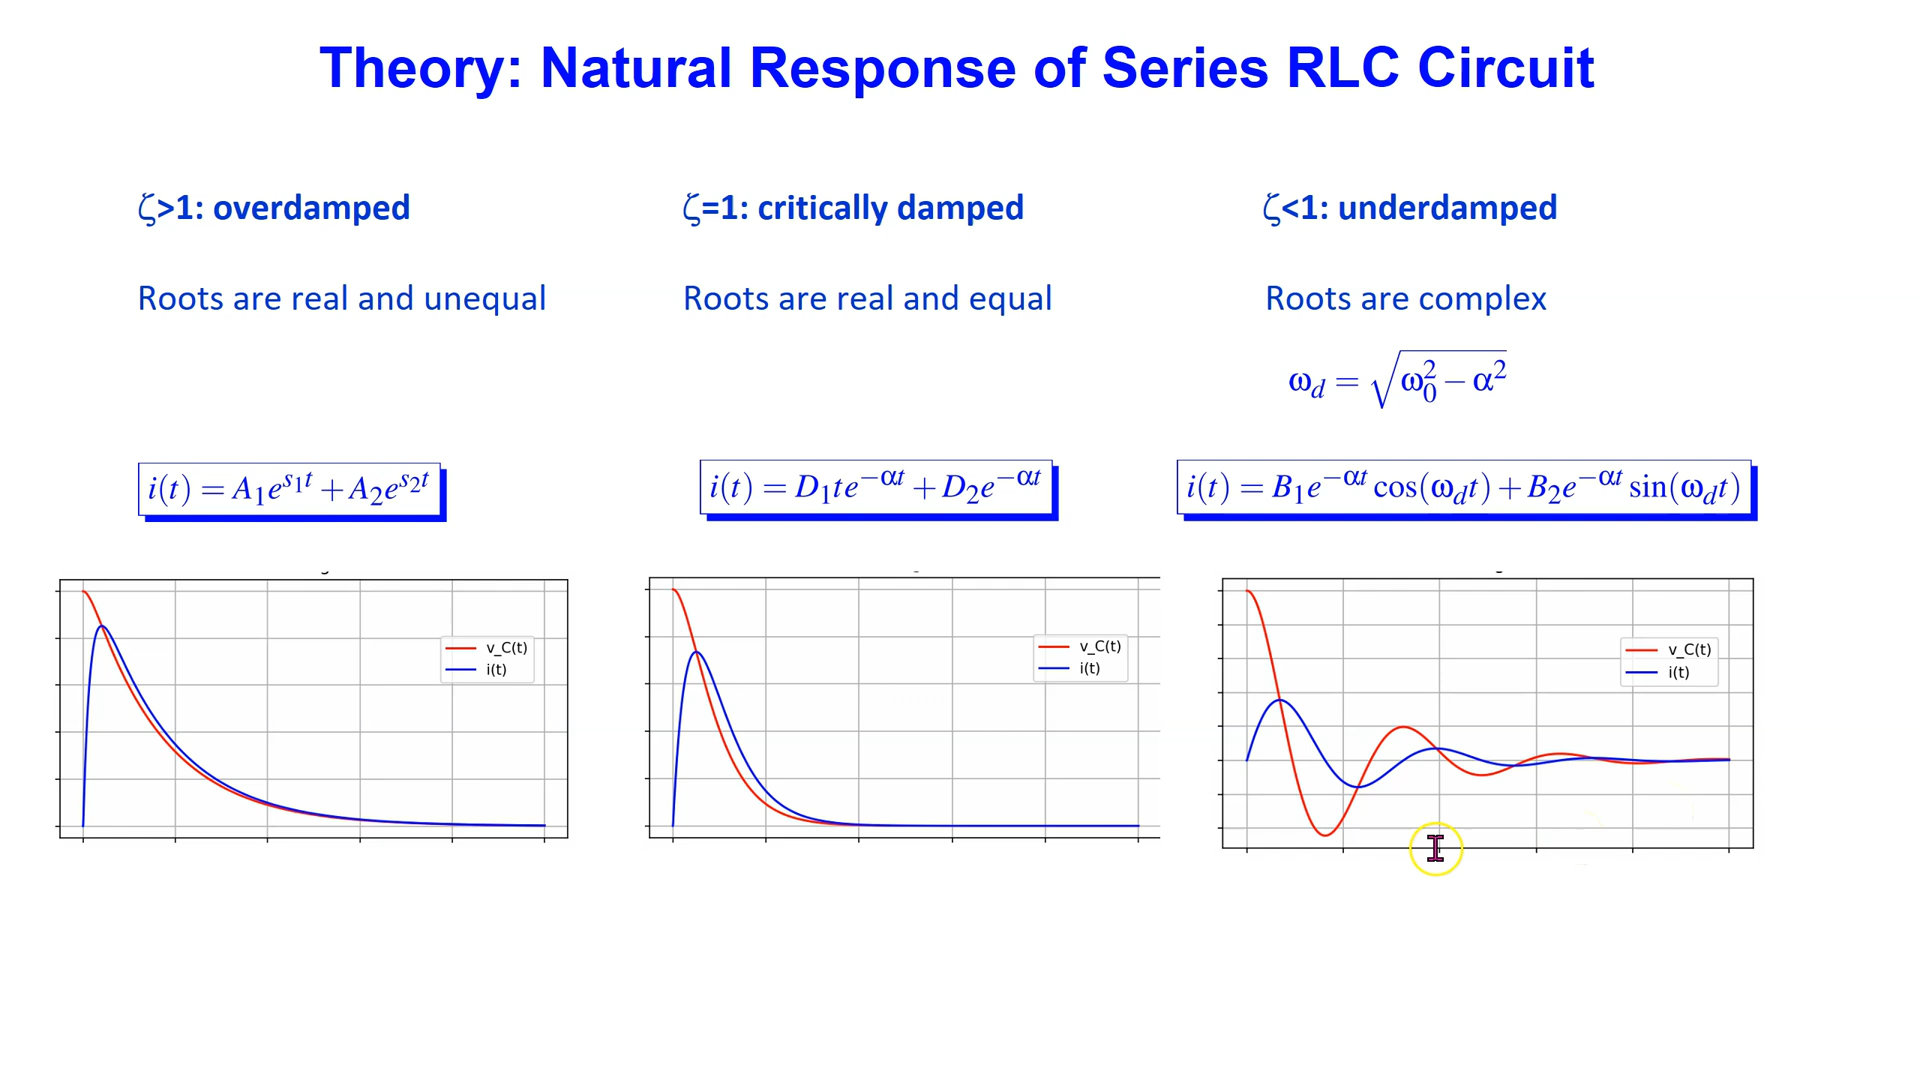 Theory: Natural Response of Series RLC Circuit
ζ>1: overdamped
Roots are real and unequal
i(t) = A₁e^{s₁t} + A₂e^{s₂t}
v_C(t)
i(t)
ζ=1: critically damped
Roots are real and equal
i(t) = D₁te^{−αt} + D₂e^{−αt}
v_C(t)
i(t)
ζ<1: underdamped
Roots are complex
ω_d = √(ω₀² − α²)
i(t) = B₁e^{−αt} cos(ω_d t) + B₂e^{−αt} sin(ω_d t)
v_C(t)
i(t)